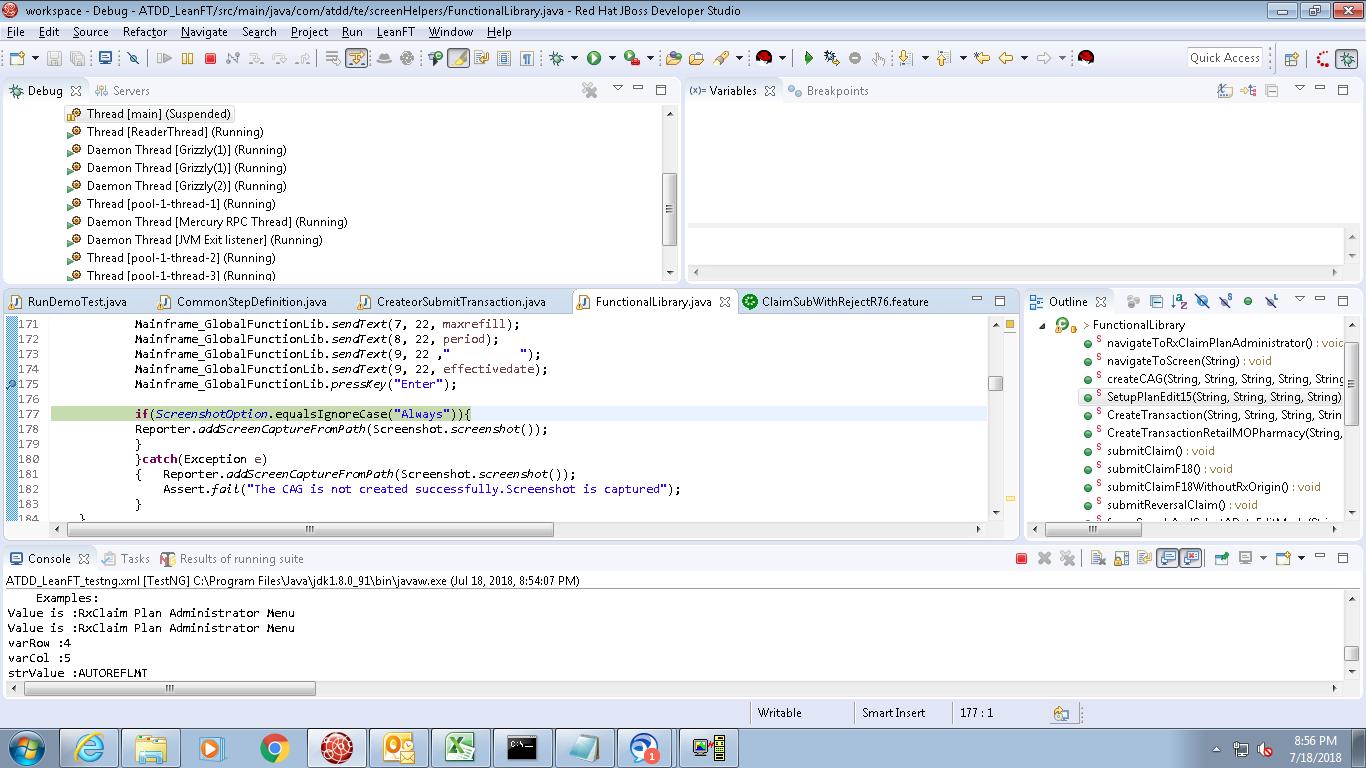 workspace - Debug - ATDD_LeanFT/src/main/java/com/atdd/te/screenHelpers/FunctionalLibrary.java - Red Hat JBoss Developer Studio
File Edit Source Refactor Navigate Search Project Run LeanFT Window Help
Quick Access
Debug Servers
Thread [main] (Suspended)
Thread [ReaderThread] (Running)
Daemon Thread [Grizzly(1)] (Running)
Daemon Thread [Grizzly(1)] (Running)
Daemon Thread [Grizzly(2)] (Running)
Thread [pool-1-thread-1] (Running)
Daemon Thread [Mercury RPC Thread] (Running)
Daemon Thread [JVM Exit listener] (Running)
Thread [pool-1-thread-2] (Running)
Thread [pool-1-thread-3] (Running)
(x)= Variables Breakpoints
RunDemoTest.java CommonStepDefinition.java CreateorSubmitTransaction.java FunctionalLibrary.java ClaimSubWithRejectR76.feature
171 Mainframe_GlobalFunctionLib.sendText(7, 22, maxrefill);
172 Mainframe_GlobalFunctionLib.sendText(8, 22, period);
173 Mainframe_GlobalFunctionLib.sendText(9, 22 ,"          ");
174 Mainframe_GlobalFunctionLib.sendText(9, 22, effectivedate);
175 Mainframe_GlobalFunctionLib.pressKey("Enter");
176
177 if(ScreenshotOption.equalsIgnoreCase("Always")){
178 Reporter.addScreenCaptureFromPath(Screenshot.screenshot());
179 }
180 }catch(Exception e)
181 { Reporter.addScreenCaptureFromPath(Screenshot.screenshot());
182 Assert.fail("The CAG is not created successfully.Screenshot is captured");
183 }
184 }
Outline
> FunctionalLibrary
navigateToRxClaimPlanAdministrator() : void
navigateToScreen(String) : void
createCAG(String, String, String, String, String
SetupPlanEdit15(String, String, String, String)
CreateTransaction(String, String, String, Strin
CreateTransactionRetailMOPharmacy(String,
submitClaim() : void
submitClaimF18() : void
submitClaimF18WithoutRxOrigin() : void
submitReversalClaim() : void
Console Tasks Results of running suite
ATDD_LeanFT_testng.xml [TestNG] C:\Program Files\Java\jdk1.8.0_91\bin\javaw.exe (Jul 18, 2018, 8:54:07 PM)
Examples:
Value is :RxClaim Plan Administrator Menu
Value is :RxClaim Plan Administrator Menu
varRow :4
varCol :5
strValue :AUTOREFLMT
Writable Smart Insert 177 : 1
8:56 PM
7/18/2018